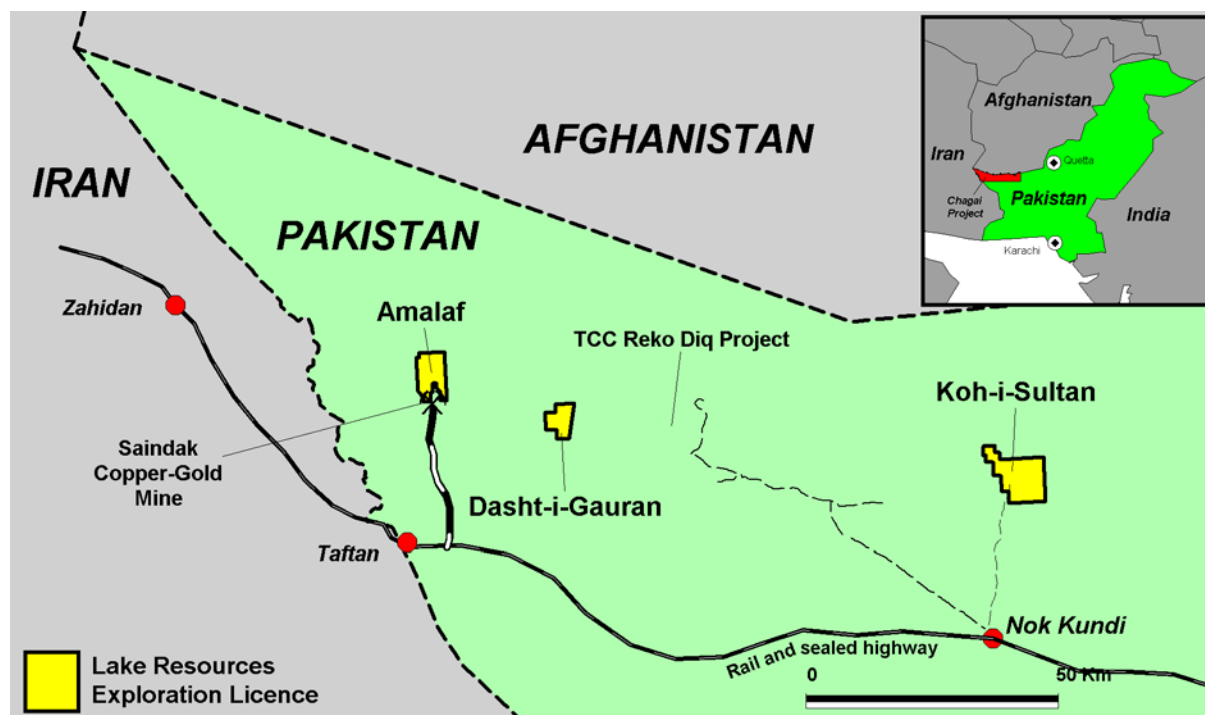 AFGHANISTAN
IRAN
PAKISTAN
Zahidan
Amalaf
TCC Reko Diq Project
Koh-i-Sultan
Saindak
Copper-Gold
Mine
Dasht-i-Gauran
Taftan
Nok Kundi
Rail and sealed highway
0
50 Km
Lake Resources
Exploration Licence
Afghanistan
Iran
Quetta
Chagai
Project
Pakistan
India
Karachi